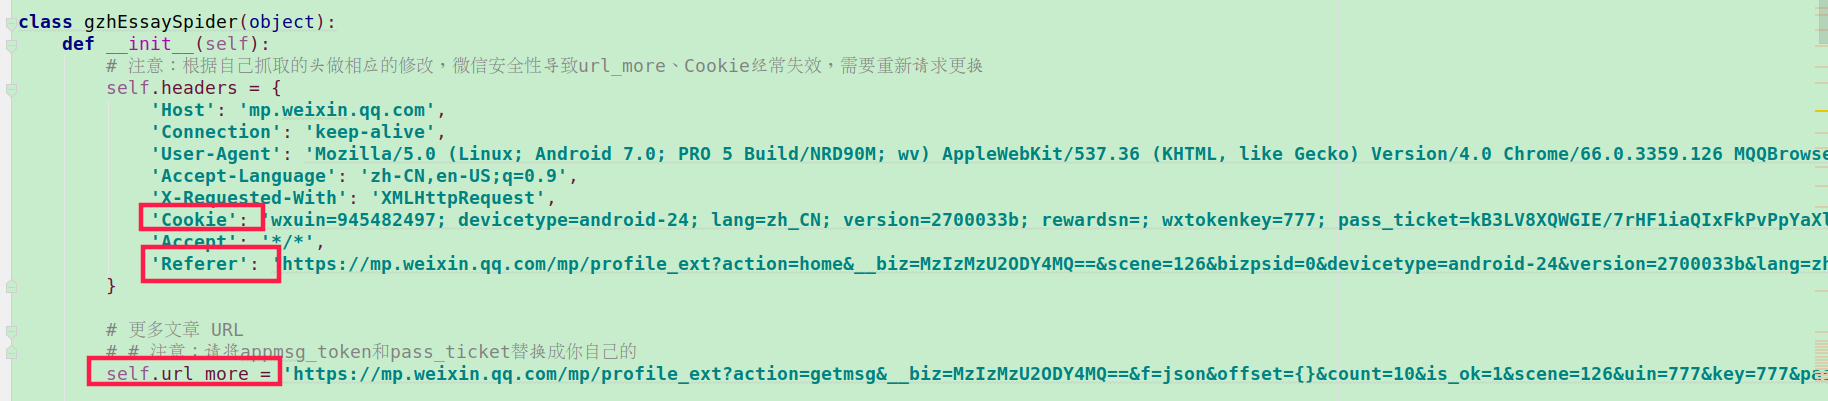 class gzhEssaySpider(object):
def __init__(self):
# 注意：根据自己抓取的头做相应的修改，微信安全性导致url_more、Cookie经常失效，需要重新请求更换
self.headers = {
'Host': 'mp.weixin.qq.com',
'Connection': 'keep-alive',
'User-Agent': 'Mozilla/5.0 (Linux; Android 7.0; PRO 5 Build/NRD90M; wv) AppleWebKit/537.36 (KHTML, like Gecko) Version/4.0 Chrome/66.0.3359.126 MQQBrowse
'Accept-Language': 'zh-CN,en-US;q=0.9',
'X-Requested-With': 'XMLHttpRequest',
'Cookie': 'wxuin=945482497; devicetype=android-24; lang=zh_CN; version=2700033b; rewardsn=; wxtokenkey=777; pass_ticket=kB3LV8XQWGIE/7rHF1iaQIxFkPvPpYaXl
'Accept': '*/*',
'Referer': 'https://mp.weixin.qq.com/mp/profile_ext?action=home&__biz=MzIzMzU2ODY4MQ==&scene=126&bizpsid=0&devicetype=android-24&version=2700033b&lang=zh
}
# 更多文章 URL
# # 注意：请将appmsg_token和pass_ticket替换成你自己的
self.url_more = 'https://mp.weixin.qq.com/mp/profile_ext?action=getmsg&__biz=MzIzMzU2ODY4MQ==&f=json&offset={}&count=10&is_ok=1&scene=126&uin=777&key=777&pa